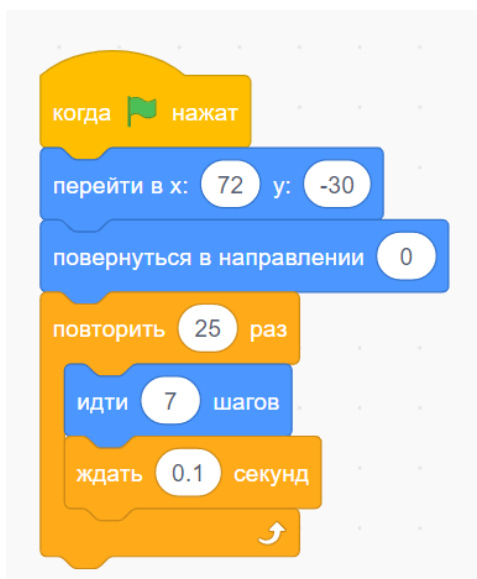 когда нажат
перейти в x: 72 y: -30
повернуться в направлении 0
повторить 25 раз
идти 7 шагов
ждать 0.1 секунд